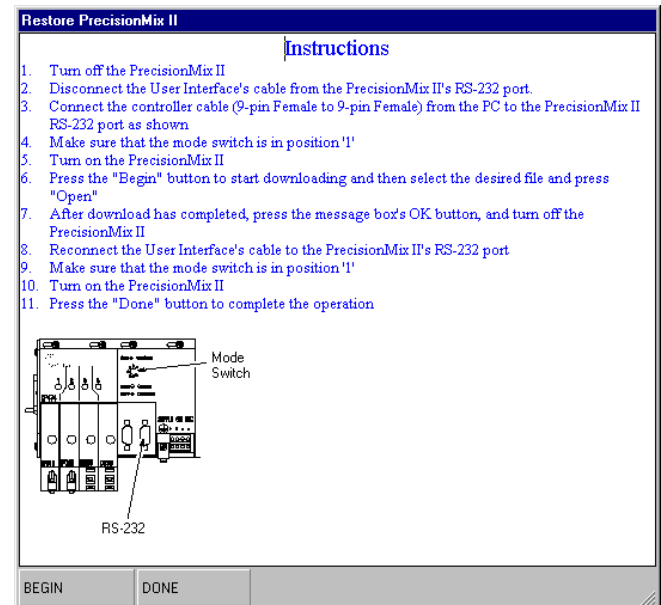 Restore PrecisionMix II
Instructions
1. Turn off the PrecisionMix II
2. Disconnect the User Interface's cable from the PrecisionMix II's RS-232 port.
3. Connect the controller cable (9-pin Female to 9-pin Female) from the PC to the PrecisionMix II
RS-232 port as shown
4. Make sure that the mode switch is in position '1'
5. Turn on the PrecisionMix II
6. Press the "Begin" button to start downloading and then select the desired file and press
"Open"
7. After download has completed, press the message box's OK button, and turn off the
PrecisionMix II
8. Reconnect the User Interface's cable to the PrecisionMix II's RS-232 port
9. Make sure that the mode switch is in position '1'
10. Turn on the PrecisionMix II
11. Press the "Done" button to complete the operation
Mode
Switch
RS-232
BEGIN DONE